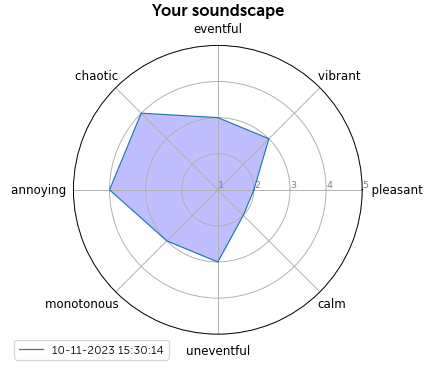 Your soundscape
eventful
chaotic
vibrant
annoying
1 2 3 4 5
pleasant
monotonous
calm
uneventful
10-11-2023 15:30:14